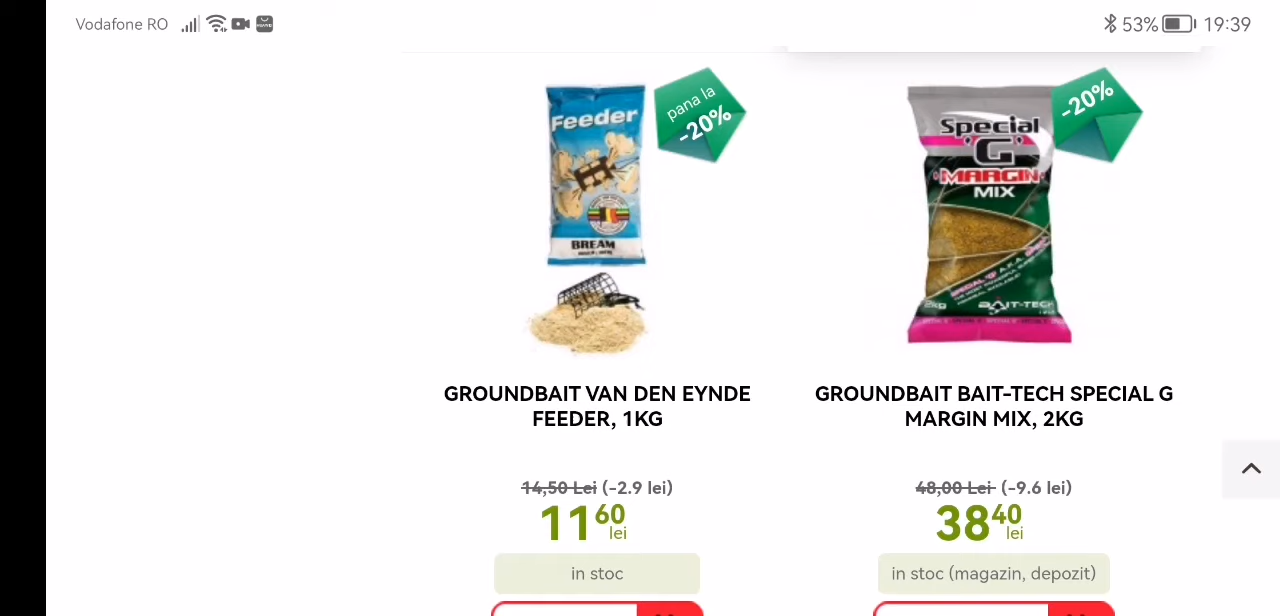 Vodafone RO
53% 19:39
Feeder
BREAM
pana la
-20%
Special
'G'
MARGIN
MIX
BAIT-TECH
-20%
GROUNDBAIT VAN DEN EYNDE
FEEDER, 1KG
GROUNDBAIT BAIT-TECH SPECIAL G
MARGIN MIX, 2KG
14,50 Lei (-2.9 lei)
11 60 lei
48,00 Lei (-9.6 lei)
38 40 lei
in stoc
in stoc (magazin, depozit)